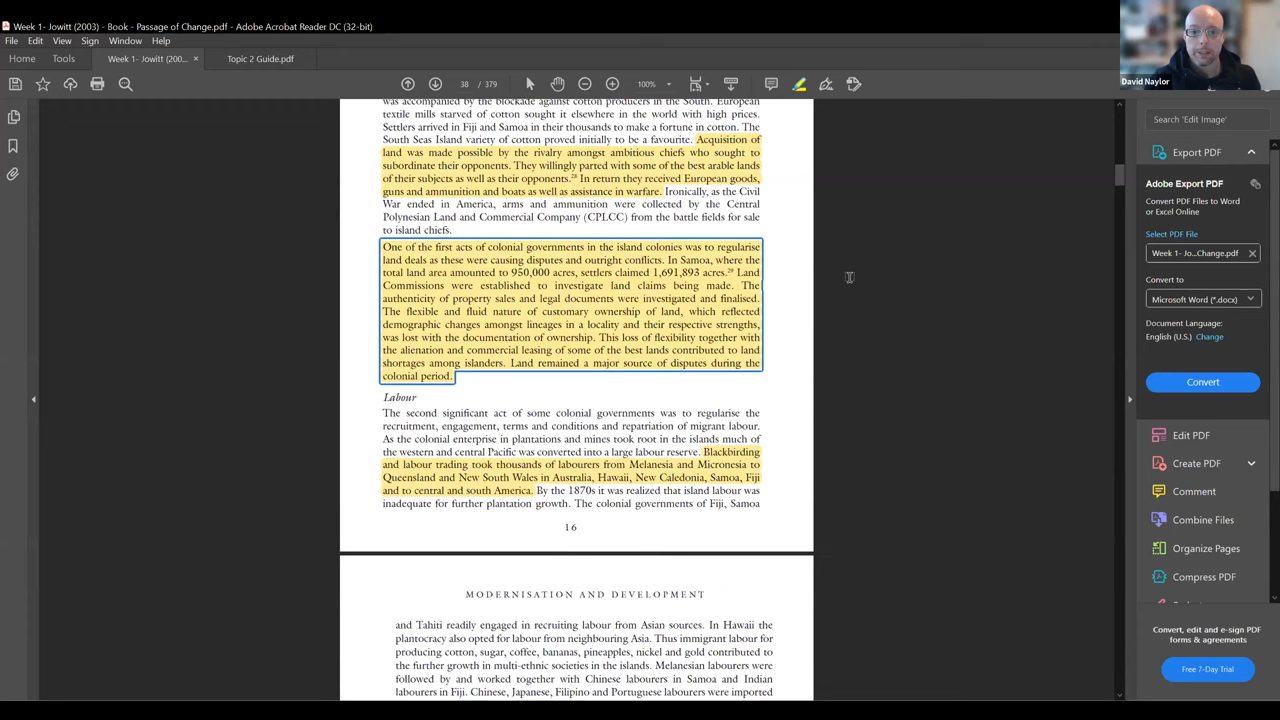 Week 1- Jowitt (2003) - Book - Passage of Change.pdf - Adobe Acrobat Reader DC (32-bit)
File Edit View Sign Window Help
Home Tools Week 1- Jowitt (200... × Topic 2 Guide.pdf
38 / 379 100%
David Naylor
was accompanied by the blockade against cotton producers in the South. European
textile mills starved of cotton sought it elsewhere in the world with high prices.
Settlers arrived in Fiji and Samoa in their thousands to make a fortune in cotton. The
South Seas Island variety of cotton proved initially to be a favourite. Acquisition of
land was made possible by the rivalry amongst ambitious chiefs who sought to
subordinate their opponents. They willingly parted with some of the best arable lands
of their subjects as well as their opponents.28 In return they received European goods,
guns and ammunition and boats as well as assistance in warfare. Ironically, as the Civil
War ended in America, arms and ammunition were collected by the Central
Polynesian Land and Commercial Company (CPLCC) from the battle fields for sale
to island chiefs.
One of the first acts of colonial governments in the island colonies was to regularise
land deals as these were causing disputes and outright conflicts. In Samoa, where the
total land area amounted to 950,000 acres, settlers claimed 1,691,893 acres.29 Land
Commissions were established to investigate land claims being made. The
authenticity of property sales and legal documents were investigated and finalised.
The flexible and fluid nature of customary ownership of land, which reflected
demographic changes amongst lineages in a locality and their respective strengths,
was lost with the documentation of ownership. This loss of flexibility together with
the alienation and commercial leasing of some of the best lands contributed to land
shortages among islanders. Land remained a major source of disputes during the
colonial period.
Labour
The second significant act of some colonial governments was to regularise the
recruitment, engagement, terms and conditions and repatriation of migrant labour.
As the colonial enterprise in plantations and mines took root in the islands much of
the western and central Pacific was converted into a large labour reserve. Blackbirding
and labour trading took thousands of labourers from Melanesia and Micronesia to
Queensland and New South Wales in Australia, Hawaii, New Caledonia, Samoa, Fiji
and to central and south America. By the 1870s it was realized that island labour was
inadequate for further plantation growth. The colonial governments of Fiji, Samoa
16
MODERNISATION AND DEVELOPMENT
and Tahiti readily engaged in recruiting labour from Asian sources. In Hawaii the
plantocracy also opted for labour from neighbouring Asia. Thus immigrant labour for
producing cotton, sugar, coffee, bananas, pineapples, nickel and gold contributed to
the further growth in multi-ethnic societies in the islands. Melanesian labourers were
followed by and worked together with Chinese labourers in Samoa and Indian
labourers in Fiji. Chinese, Japanese, Filipino and Portuguese labourers were imported
Search 'Edit Image'
Export PDF
Adobe Export PDF
Convert PDF Files to Word
or Excel Online
Select PDF File
Week 1- Jo...Change.pdf ×
Convert to
Microsoft Word (*.docx)
Document Language:
English (U.S.) Change
Convert
Edit PDF
Create PDF
Comment
Combine Files
Organize Pages
Compress PDF
Convert, edit and e-sign PDF
forms & agreements
Free 7-Day Trial